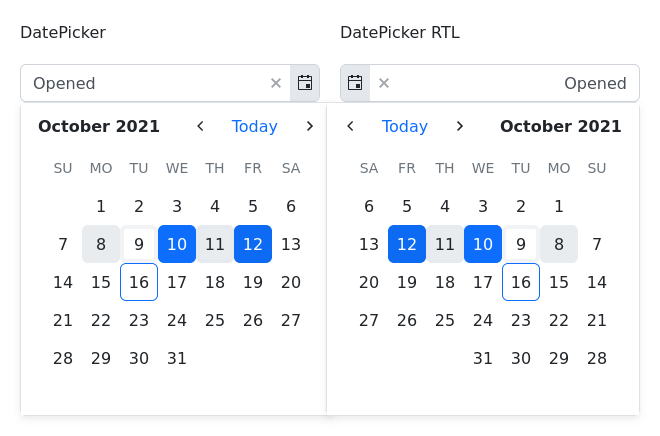 DatePicker
DatePicker RTL
Opened
Opened
October 2021 Today
SU MO TU WE TH FR SA
1 2 3 4 5 6
7 8 9 10 11 12 13
14 15 16 17 18 19 20
21 22 23 24 25 26 27
28 29 30 31
Today October 2021
SA FR TH WE TU MO SU
6 5 4 3 2 1
13 12 11 10 9 8 7
20 19 18 17 16 15 14
27 26 25 24 23 22 21
31 30 29 28